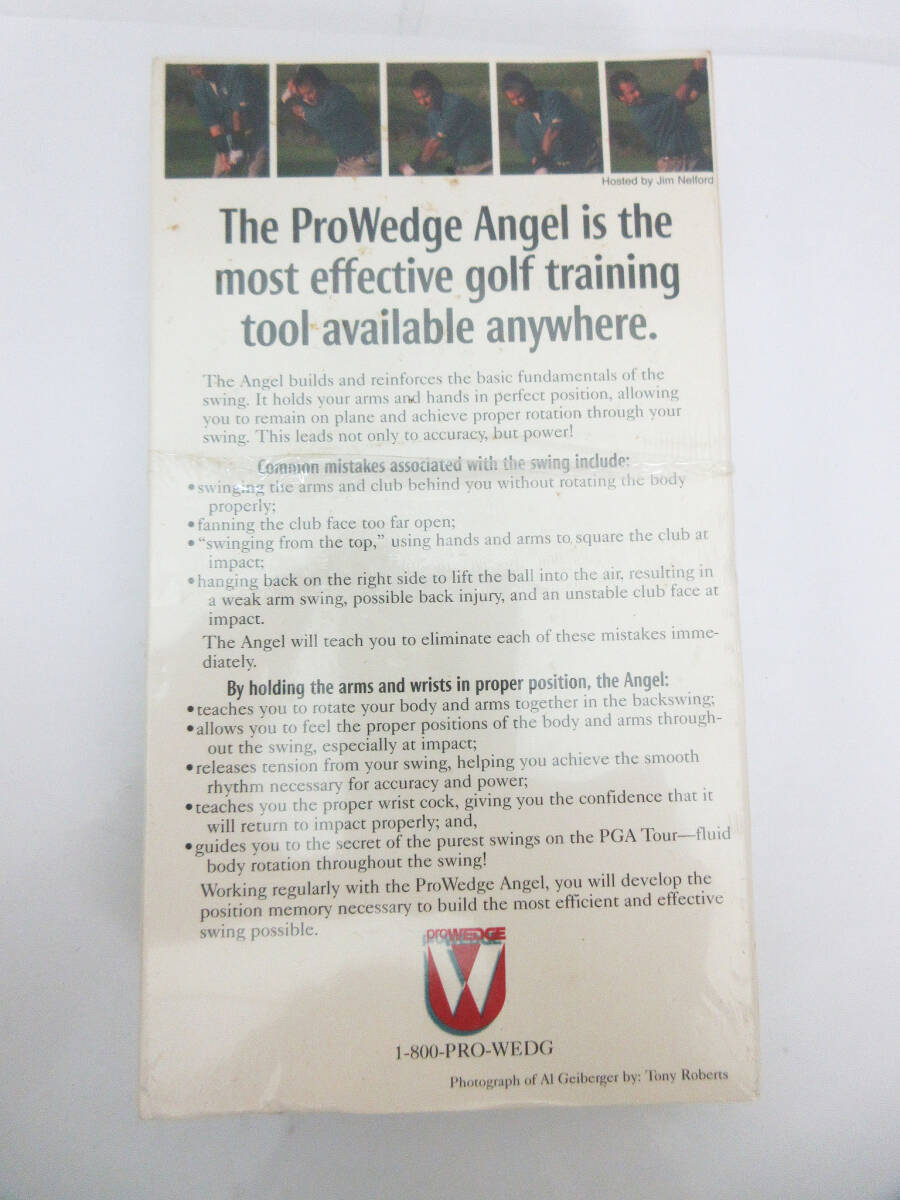 Hosted by Jim Nelford
The ProWedge Angel is the
most effective golf training
tool available anywhere.
The Angel builds and reinforces the basic fundamentals of the
swing. It holds your arms and hands in perfect position, allowing
you to remain on plane and achieve proper rotation through your
swing. This leads not only to accuracy, but power!
Common mistakes associated with the swing include:
•swinging the arms and club behind you without rotating the body
properly;
•fanning the club face too far open;
•“swinging from the top,” using hands and arms to square the club at
impact;
•hanging back on the right side to lift the ball into the air, resulting in
a weak arm swing, possible back injury, and an unstable club face at
impact.
The Angel will teach you to eliminate each of these mistakes imme-
diately.
By holding the arms and wrists in proper position, the Angel:
•teaches you to rotate your body and arms together in the backswing;
•allows you to feel the proper positions of the body and arms through-
out the swing, especially at impact;
•releases tension from your swing, helping you achieve the smooth
rhythm necessary for accuracy and power;
•teaches you the proper wrist cock, giving you the confidence that it
will return to impact properly; and,
•guides you to the secret of the purest swings on the PGA Tour—fluid
body rotation throughout the swing!
Working regularly with the ProWedge Angel, you will develop the
position memory necessary to build the most efficient and effective
swing possible.
proWEDGE
W
1-800-PRO-WEDG
Photograph of Al Geiberger by: Tony Roberts